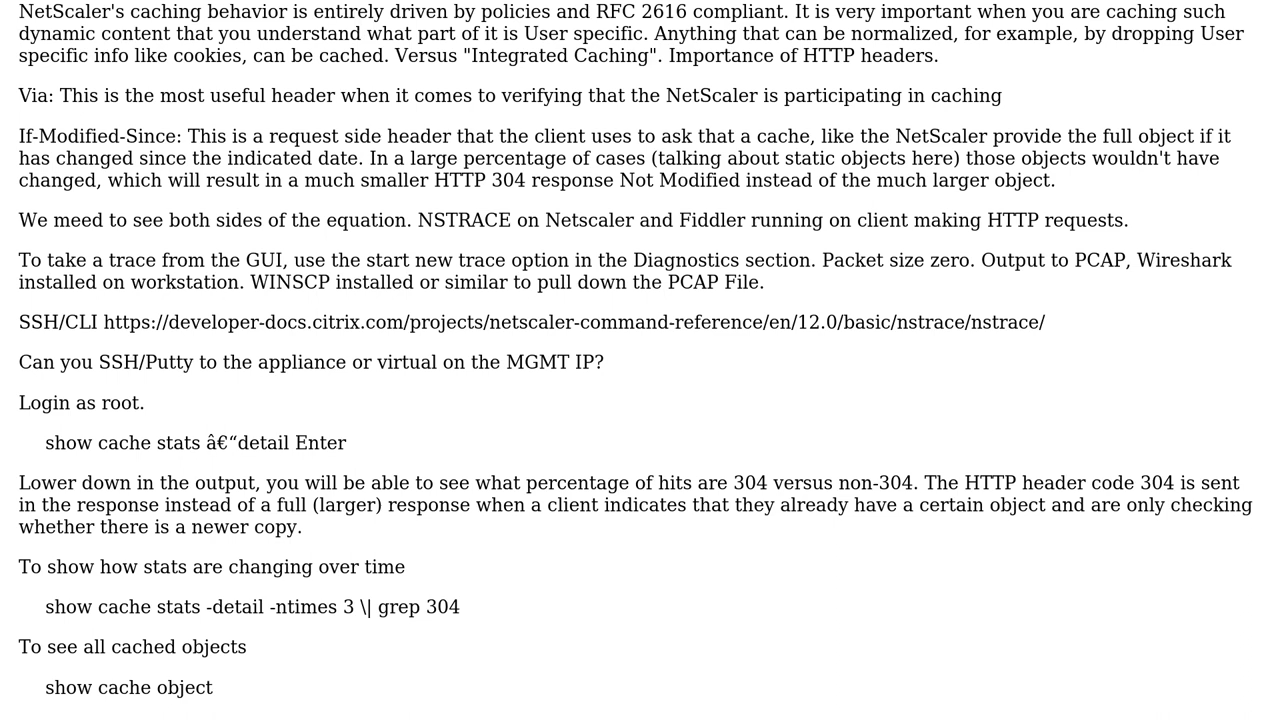 NetScaler's caching behavior is entirely driven by policies and RFC 2616 compliant. It is very important when you are caching such
dynamic content that you understand what part of it is User specific. Anything that can be normalized, for example, by dropping User
specific info like cookies, can be cached. Versus "Integrated Caching". Importance of HTTP headers.
Via: This is the most useful header when it comes to verifying that the NetScaler is participating in caching
If-Modified-Since: This is a request side header that the client uses to ask that a cache, like the NetScaler provide the full object if it
has changed since the indicated date. In a large percentage of cases (talking about static objects here) those objects wouldn't have
changed, which will result in a much smaller HTTP 304 response Not Modified instead of the much larger object.
We meed to see both sides of the equation. NSTRACE on Netscaler and Fiddler running on client making HTTP requests.
To take a trace from the GUI, use the start new trace option in the Diagnostics section. Packet size zero. Output to PCAP, Wireshark
installed on workstation. WINSCP installed or similar to pull down the PCAP File.
SSH/CLI https://developer-docs.citrix.com/projects/netscaler-command-reference/en/12.0/basic/nstrace/nstrace/
Can you SSH/Putty to the appliance or virtual on the MGMT IP?
Login as root.
show cache stats â€“detail Enter
Lower down in the output, you will be able to see what percentage of hits are 304 versus non-304. The HTTP header code 304 is sent
in the response instead of a full (larger) response when a client indicates that they already have a certain object and are only checking
whether there is a newer copy.
To show how stats are changing over time
show cache stats -detail -ntimes 3 \| grep 304
To see all cached objects
show cache object